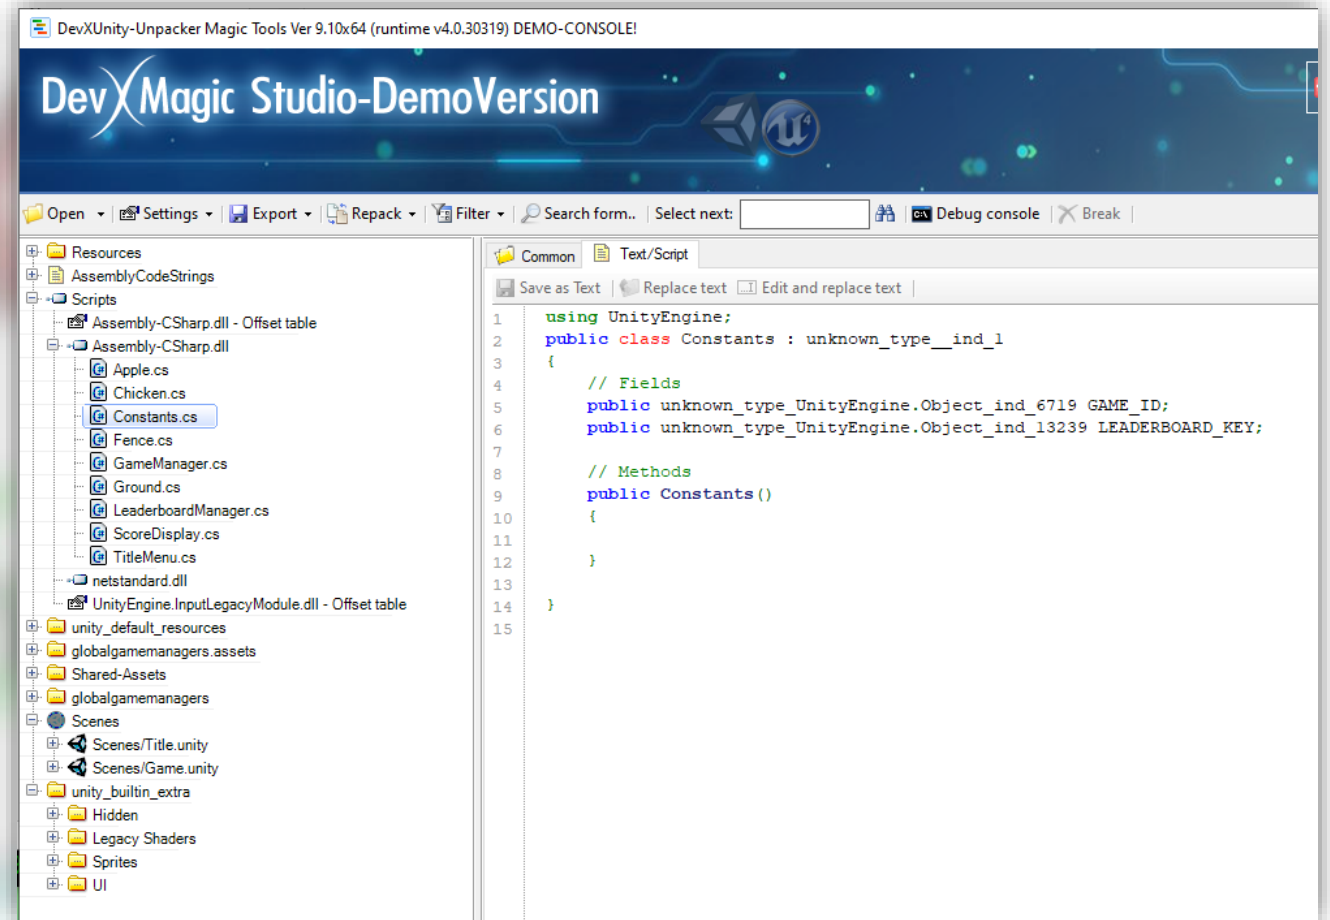 DevXUnity-Unpacker Magic Tools Ver 9.10x64 (runtime v4.0.30319) DEMO-CONSOLE!
DevXMagic Studio-DemoVersion
Open Settings Export Repack Filter Search form.. Select next: Debug console Break
Resources
AssemblyCodeStrings
Scripts
Assembly-CSharp.dll - Offset table
Assembly-CSharp.dll
Apple.cs
Chicken.cs
Constants.cs
Fence.cs
GameManager.cs
Ground.cs
LeaderboardManager.cs
ScoreDisplay.cs
TitleMenu.cs
netstandard.dll
UnityEngine.InputLegacyModule.dll - Offset table
unity_default_resources
globalgamemanagers.assets
Shared-Assets
globalgamemanagers
Scenes
Scenes/Title.unity
Scenes/Game.unity
unity_builtin_extra
Hidden
Legacy Shaders
Sprites
UI
Common Text/Script
Save as Text Replace text Edit and replace text
1 using UnityEngine;
2 public class Constants : unknown_type__ind_1
3 {
4 // Fields
5 public unknown_type_UnityEngine.Object_ind_6719 GAME_ID;
6 public unknown_type_UnityEngine.Object_ind_13239 LEADERBOARD_KEY;
7
8 // Methods
9 public Constants()
10 {
11
12 }
13
14 }
15